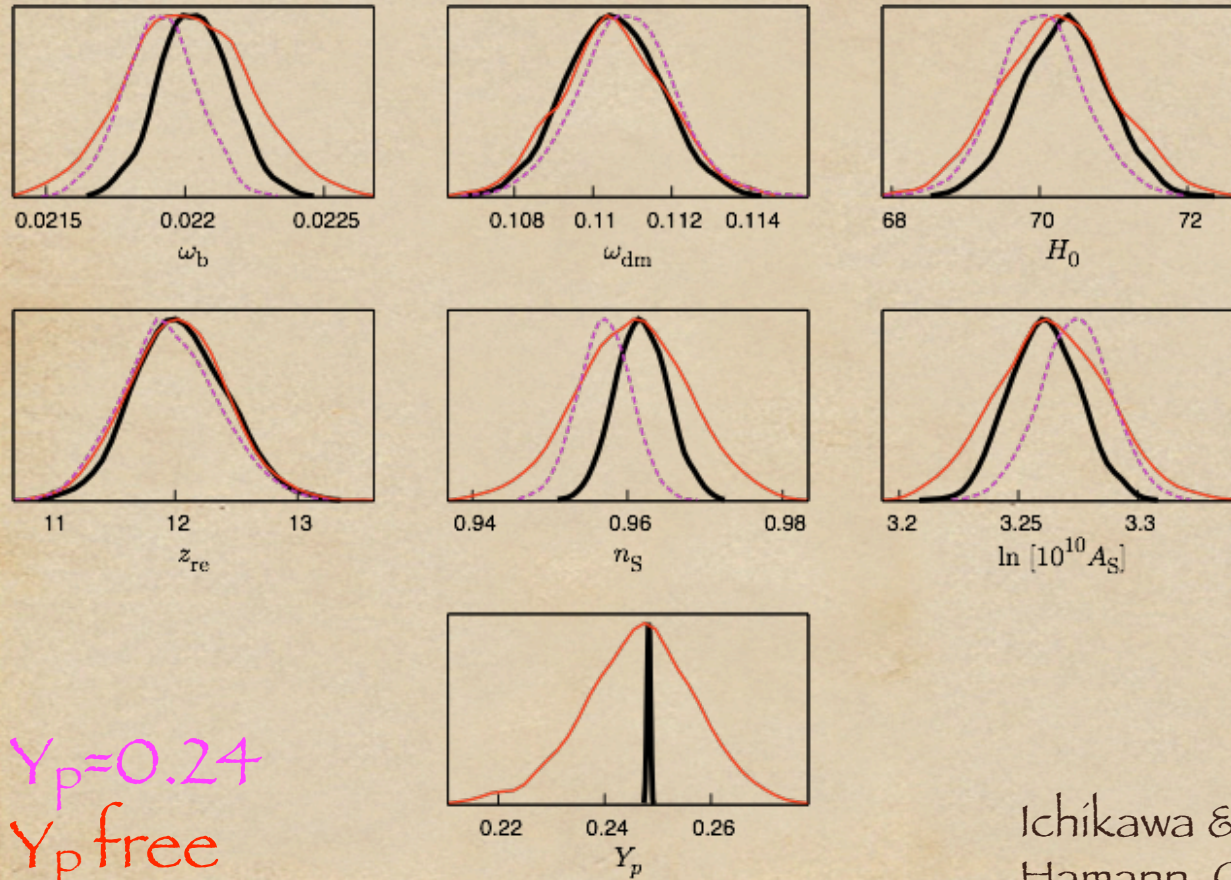 0.0215 0.022 0.0225
ω_b
0.108 0.11 0.112 0.114
ω_dm
68 70 72
H_0
11 12 13
z_re
0.94 0.96 0.98
n_S
3.2 3.25 3.3
ln [10^10 A_S]
0.22 0.24 0.26
Y_p
Y_p=0.24
Y_p free
Ichikawa &
Hamann,